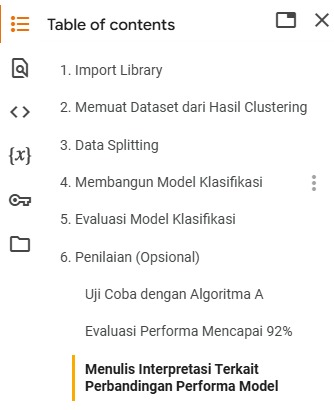 Table of contents
1. Import Library
2. Memuat Dataset dari Hasil Clustering
3. Data Splitting
4. Membangun Model Klasifikasi
5. Evaluasi Model Klasifikasi
6. Penilaian (Opsional)
Uji Coba dengan Algoritma A
Evaluasi Performa Mencapai 92%
Menulis Interpretasi Terkait
Perbandingan Performa Model